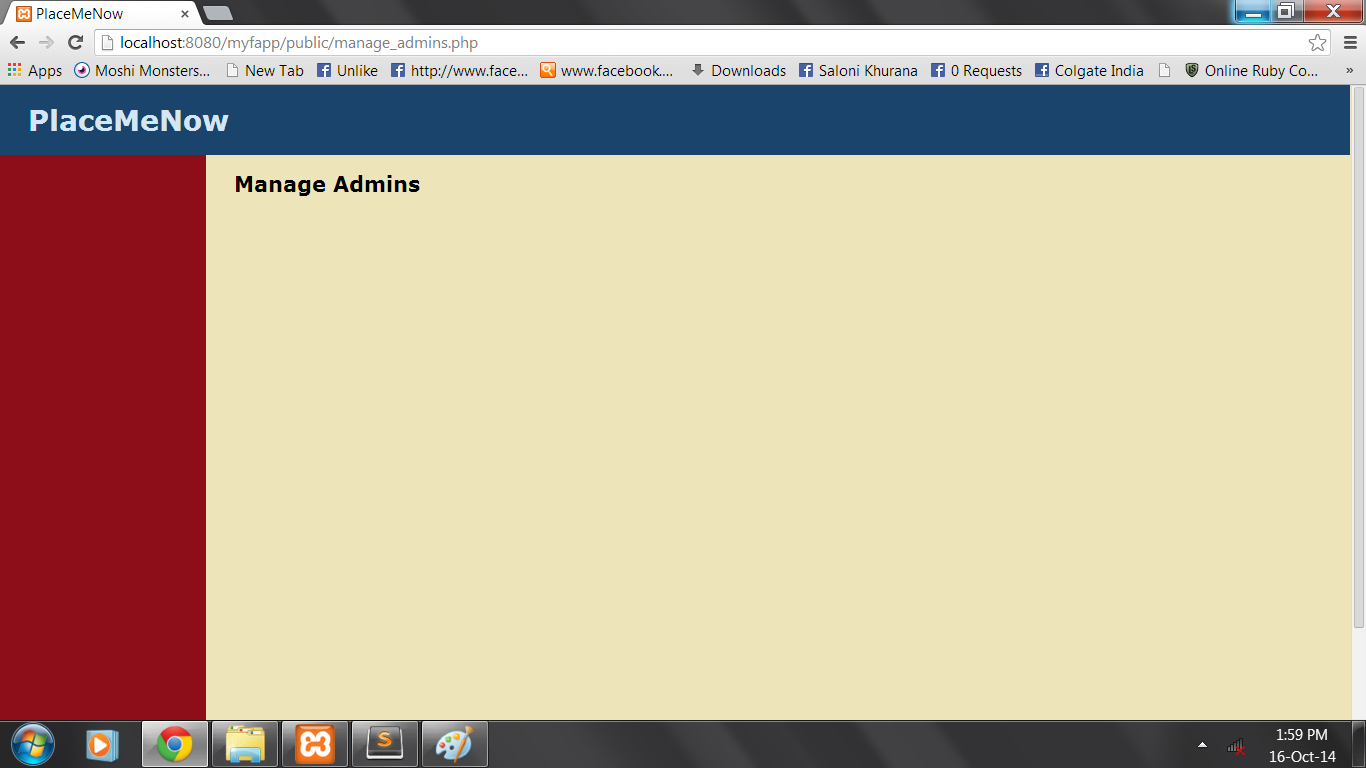 PlaceMeNow
localhost:8080/myfapp/public/manage_admins.php
Apps Moshi Monsters... New Tab Unlike http://www.face... www.facebook.... Downloads Saloni Khurana 0 Requests Colgate India Online Ruby Co... »
PlaceMeNow
Manage Admins
1:59 PM
16-Oct-14